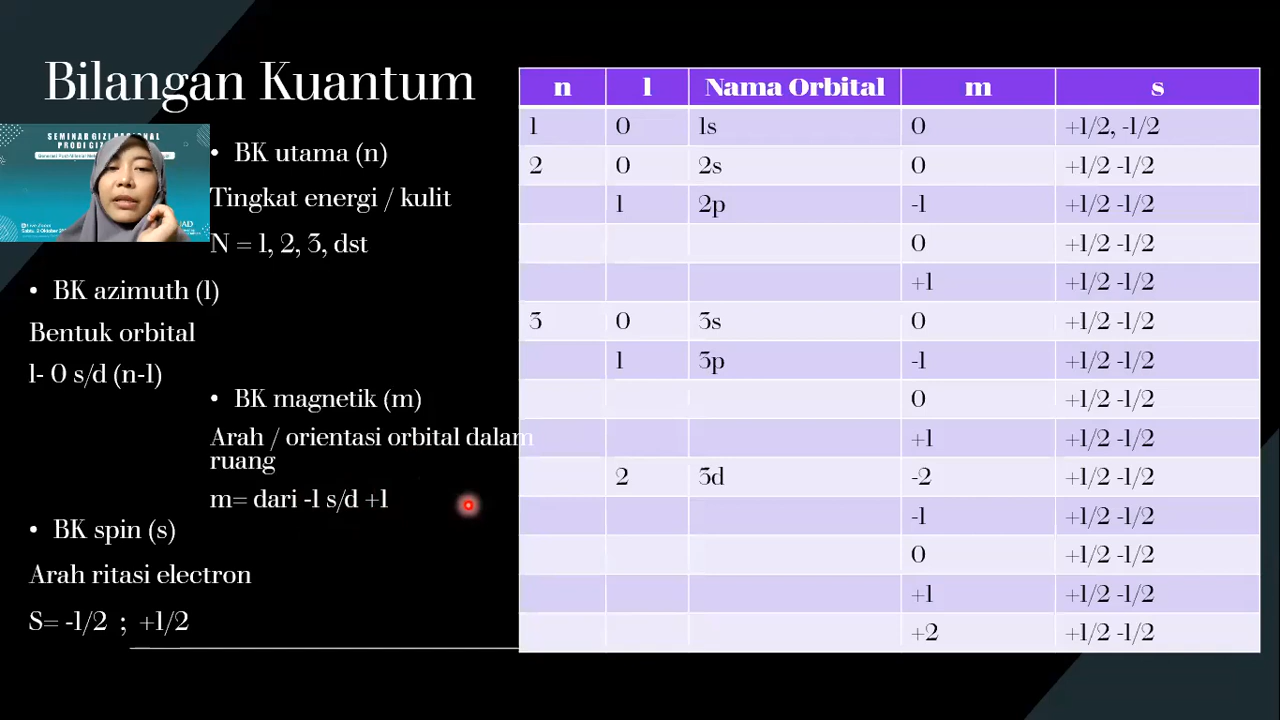 Bilangan Kuantum
SEMINAR GIZI NASIONAL
• BK utama (n)
Tingkat energi / kulit
N = 1, 2, 3, dst
• BK azimuth (l)
Bentuk orbital
l- 0 s/d (n-1)
• BK magnetik (m)
Arah / orientasi orbital dalam
ruang
m= dari -l s/d +l
• BK spin (s)
Arah ritasi electron
S= -1/2 ; +1/2
n l Nama Orbital m s
1 0 1s 0 +1/2, -1/2
2 0 2s 0 +1/2 -1/2
1 2p -1 +1/2 -1/2
0 +1/2 -1/2
+1 +1/2 -1/2
3 0 3s 0 +1/2 -1/2
1 3p -1 +1/2 -1/2
0 +1/2 -1/2
+1 +1/2 -1/2
2 3d -2 +1/2 -1/2
-1 +1/2 -1/2
0 +1/2 -1/2
+1 +1/2 -1/2
+2 +1/2 -1/2